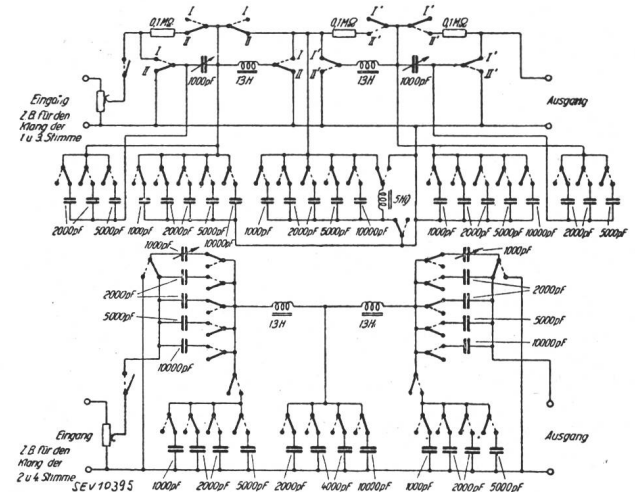 I I I' I'
0,1MΩ 0,1MΩ 0,1MΩ
II II II' II'
I I' I'
II 1000pF 13H II II' 13H 1000pF II'
Eingang
Z.B. für den
Klang der
1 u 3. Stimme
Ausgang
5kΩ
2000pF 5000pF 1000pF 2000pF 5000pF 10000pF 1000pF 2000pF 5000pF 10000pF 1000pF 2000pF 5000pF 10000pF 2000pF 5000pF
1000pF 1000pF
2000pF 2000pF
13H 13H
5000pF 5000pF
10000pF 10000pF
Eingang
Z.B. für den
Klang der
2 u 4. Stimme
Ausgang
SEV 10395
1000pF 2000pF 5000pF 2000pF 4000pF 10000pF 1000pF 2000pF 5000pF